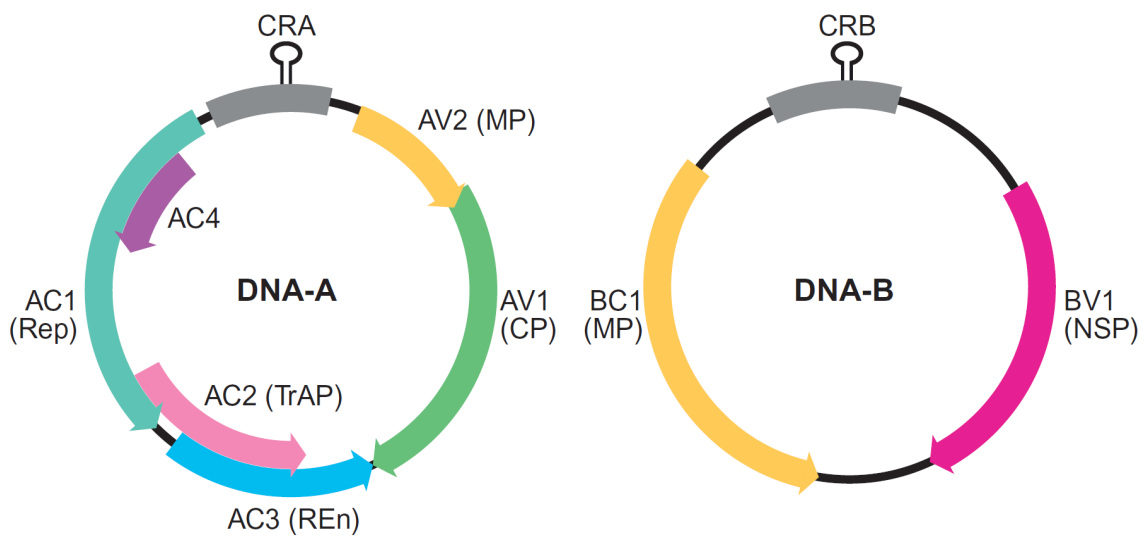 CRA
AV2 (MP)
AC4
DNA-A
AC1
(Rep)
AV1
(CP)
AC2 (TrAP)
AC3 (REn)
CRB
BC1
(MP)
DNA-B
BV1
(NSP)